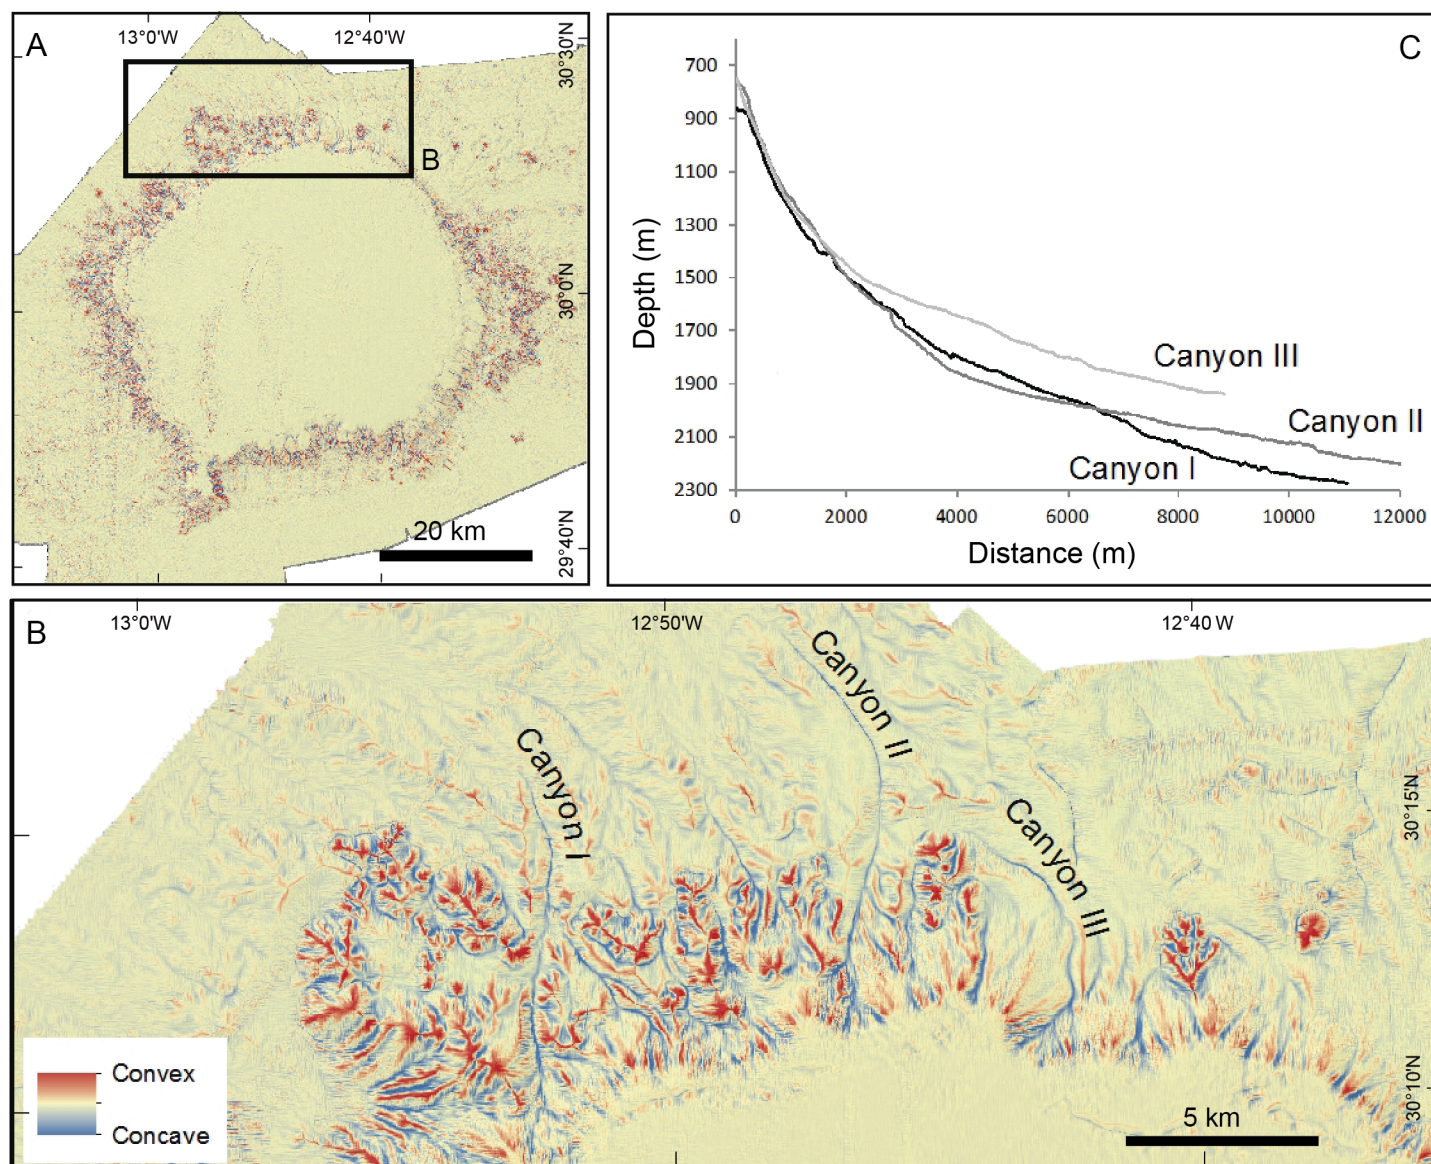 A
13°0'W
12°40'W
30°30'N
B
30°0'N
20 km
29°40'N
C
700
900
1100
1300
1500
1700
1900
2100
2300
Depth (m)
Canyon III
Canyon II
Canyon I
0
2000
4000
6000
8000
10000
12000
Distance (m)
B
13°0'W
12°50'W
12°40'W
Canyon I
Canyon II
Canyon III
30°15'N
30°10'N
Convex
Concave
5 km